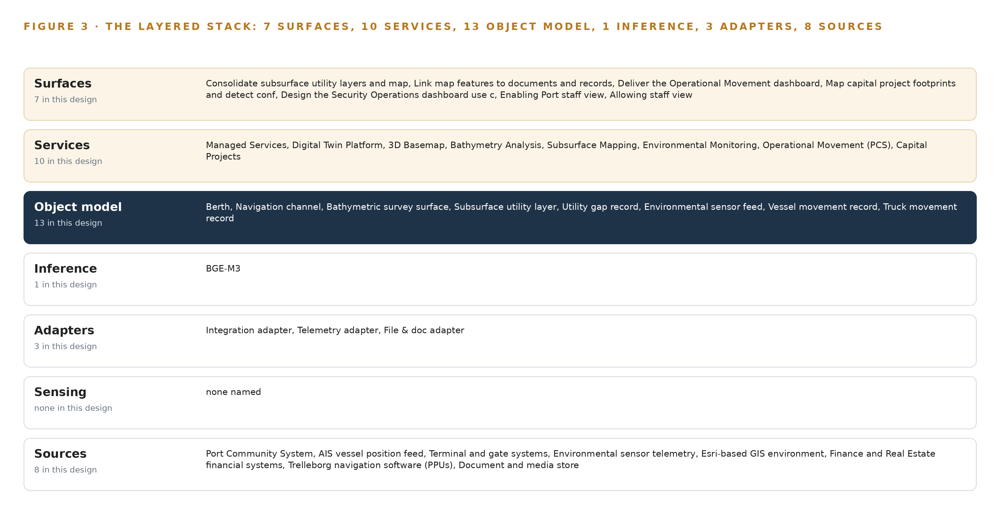 FIGURE 3 · THE LAYERED STACK: 7 SURFACES, 10 SERVICES, 13 OBJECT MODEL, 1 INFERENCE, 3 ADAPTERS, 8 SOURCES
Surfaces
7 in this design
Consolidate subsurface utility layers and map, Link map features to documents and records, Deliver the Operational Movement dashboard, Map capital project footprints
and detect conf, Design the Security Operations dashboard use c, Enabling Port staff view, Allowing staff view
Services
10 in this design
Managed Services, Digital Twin Platform, 3D Basemap, Bathymetry Analysis, Subsurface Mapping, Environmental Monitoring, Operational Movement (PCS), Capital
Projects
Object model
13 in this design
Berth, Navigation channel, Bathymetric survey surface, Subsurface utility layer, Utility gap record, Environmental sensor feed, Vessel movement record, Truck movement
record
Inference
1 in this design
BGE-M3
Adapters
3 in this design
Integration adapter, Telemetry adapter, File & doc adapter
Sensing
none in this design
none named
Sources
8 in this design
Port Community System, AIS vessel position feed, Terminal and gate systems, Environmental sensor telemetry, Esri-based GIS environment, Finance and Real Estate
financial systems, Trelleborg navigation software (PPUs), Document and media store